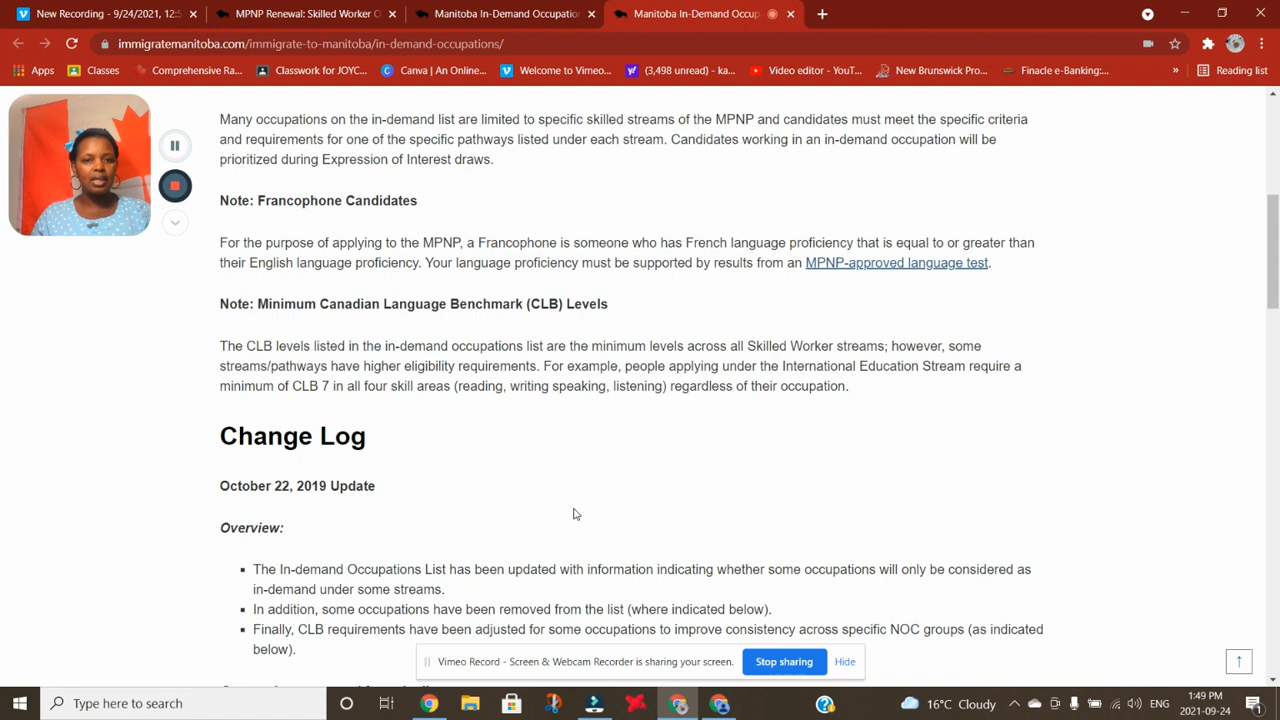 New Recording - 9/24/2021, 12:5
MPNP Renewal: Skilled Worker O
Manitoba In-Demand Occupation
Manitoba In-Demand Occup
immigratemanitoba.com/immigrate-to-manitoba/in-demand-occupations/
Apps
Classes
Comprehensive Ra...
Classwork for JOYC...
Canva | An Online...
Welcome to Vimeo...
(3,498 unread) - ka...
Video editor - YouT...
New Brunswick Pro...
Finacle e-Banking:...
»
Reading list
Many occupations on the in-demand list are limited to specific skilled streams of the MPNP and candidates must meet the specific criteria
and requirements for one of the specific pathways listed under each stream. Candidates working in an in-demand occupation will be
prioritized during Expression of Interest draws.
Note: Francophone Candidates
For the purpose of applying to the MPNP, a Francophone is someone who has French language proficiency that is equal to or greater than
their English language proficiency. Your language proficiency must be supported by results from an MPNP-approved language test.
Note: Minimum Canadian Language Benchmark (CLB) Levels
The CLB levels listed in the in-demand occupations list are the minimum levels across all Skilled Worker streams; however, some
streams/pathways have higher eligibility requirements. For example, people applying under the International Education Stream require a
minimum of CLB 7 in all four skill areas (reading, writing speaking, listening) regardless of their occupation.
Change Log
October 22, 2019 Update
Overview:
▪ The In-demand Occupations List has been updated with information indicating whether some occupations will only be considered as
in-demand under some streams.
▪ In addition, some occupations have been removed from the list (where indicated below).
▪ Finally, CLB requirements have been adjusted for some occupations to improve consistency across specific NOC groups (as indicated
below).
Vimeo Record - Screen & Webcam Recorder is sharing your screen.
Stop sharing
Hide
Type here to search
16°C Cloudy
ENG
1:49 PM
2021-09-24